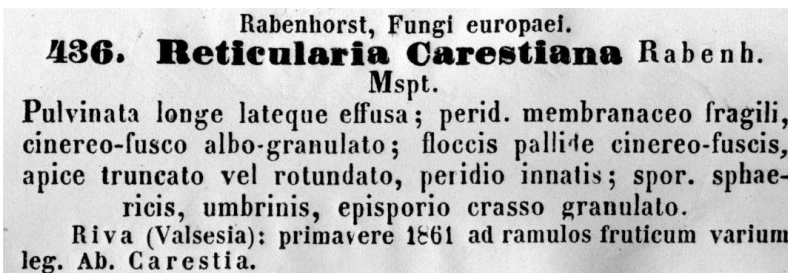 Rabenhorst, Fungi europaei.
436. Reticularia Carestiana Rabenh.
Mspt.
Pulvinata longe lateque effusa; perid. membranaceo fragili,
cinereo-fusco albo-granulato; floccis pallide cinereo-fuscis,
apice truncato vel rotundato, peridio innatis; spor. sphae-
ricis, umbrinis, episporio crasso granulato.
Riva (Valsesia): primavere 1861 ad ramulos fruticum varium
leg. Ab. Carestia.